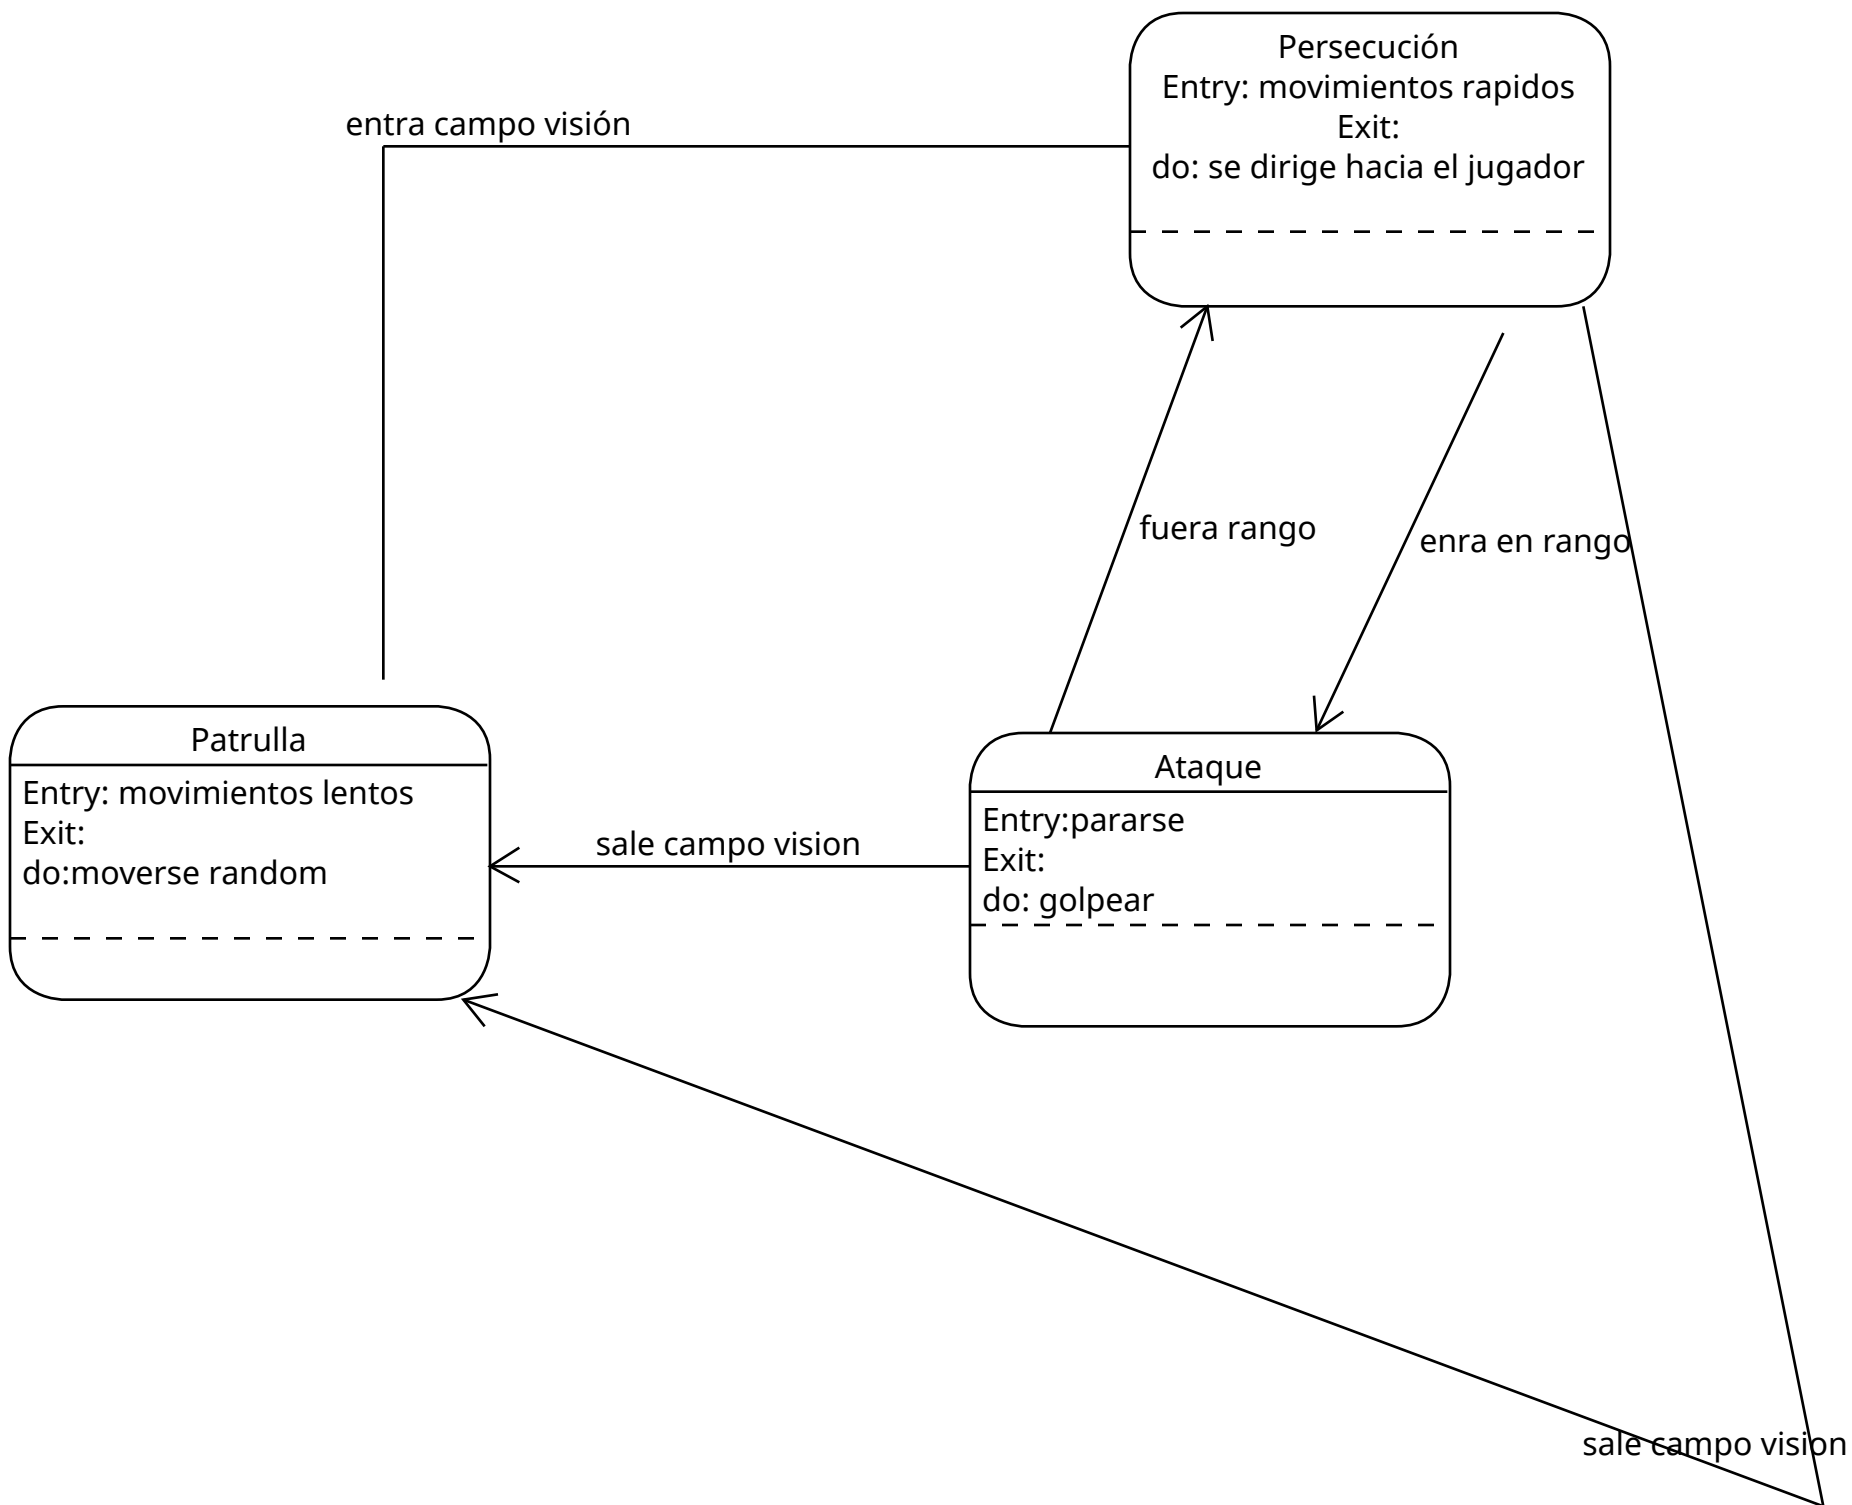 Persecución
Entry: movimientos rapidos
Exit:
do: se dirige hacia el jugador
entra campo visión
fuera rango
enra en rango
Patrulla
Entry: movimientos lentos
Exit:
do:moverse random
sale campo vision
Ataque
Entry:pararse
Exit:
do: golpear
sale campo vision